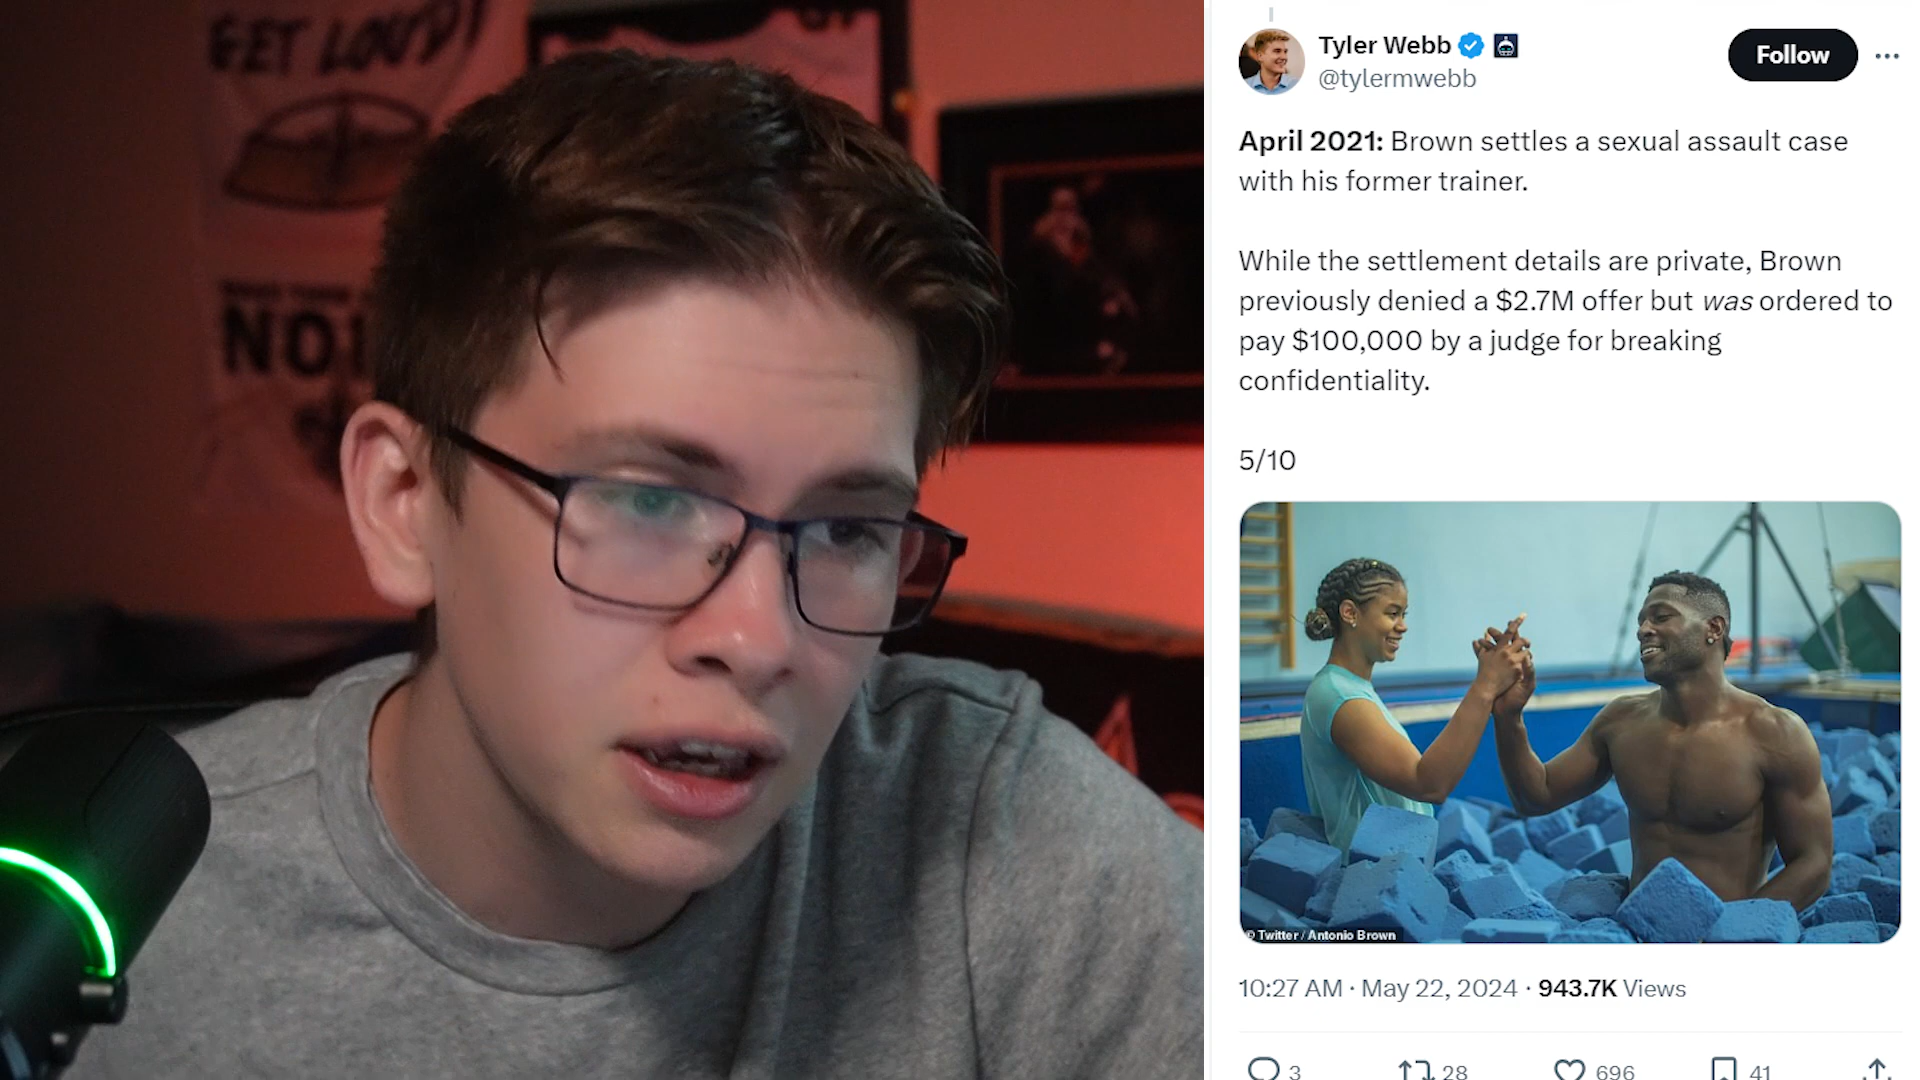 GET LOUD!
Tyler Webb
@tylermwebb
Follow
April 2021: Brown settles a sexual assault case
with his former trainer.
While the settlement details are private, Brown
previously denied a $2.7M offer but was ordered to
pay $100,000 by a judge for breaking
confidentiality.
5/10
© Twitter / Antonio Brown
10:27 AM · May 22, 2024 · 943.7K Views
3
28
696
41